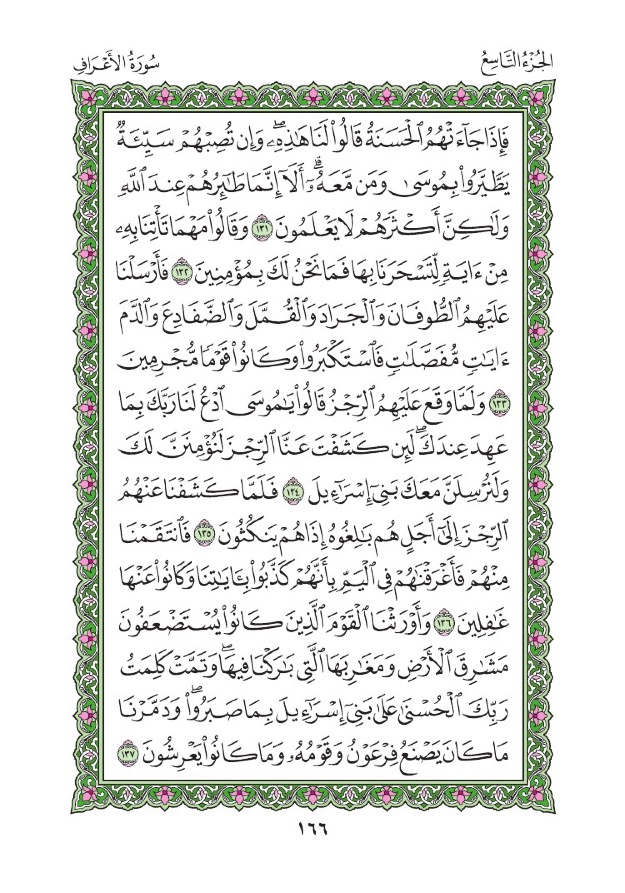 الجُزْءُ التَّاسِعُ
سُورَةُ الأَعْرَافِ
فَإِذَا جَآءَتْهُمُ ٱلْحَسَنَةُ قَالُوا۟ لَنَا هَٰذِهِۦ ۖ وَإِن تُصِبْهُمْ سَيِّئَةٌ
يَطَّيَّرُوا۟ بِمُوسَىٰ وَمَن مَّعَهُۥٓ ۗ أَلَآ إِنَّمَا طَٰٓئِرُهُمْ عِندَ ٱللَّهِ
وَلَٰكِنَّ أَكْثَرَهُمْ لَا يَعْلَمُونَ ١٣١ وَقَالُوا۟ مَهْمَا تَأْتِنَا بِهِۦ
مِنْ ءَايَةٍ لِّتَسْحَرَنَا بِهَا فَمَا نَحْنُ لَكَ بِمُؤْمِنِينَ ١٣٢ فَأَرْسَلْنَا
عَلَيْهِمُ ٱلطُّوفَانَ وَٱلْجَرَادَ وَٱلْقُمَّلَ وَٱلضَّفَادِعَ وَٱلدَّمَ
ءَايَٰتٍ مُّفَصَّلَٰتٍ فَٱسْتَكْبَرُوا۟ وَكَانُوا۟ قَوْمًا مُّجْرِمِينَ
١٣٣ وَلَمَّا وَقَعَ عَلَيْهِمُ ٱلرِّجْزُ قَالُوا۟ يَٰمُوسَى ٱدْعُ لَنَا رَبَّكَ بِمَا
عَهِدَ عِندَكَ ۖ لَئِن كَشَفْتَ عَنَّا ٱلرِّجْزَ لَنُؤْمِنَنَّ لَكَ
وَلَنُرْسِلَنَّ مَعَكَ بَنِىٓ إِسْرَٰٓءِيلَ ١٣٤ فَلَمَّا كَشَفْنَا عَنْهُمُ
ٱلرِّجْزَ إِلَىٰٓ أَجَلٍ هُم بَٰلِغُوهُ إِذَا هُمْ يَنكُثُونَ ١٣٥ فَٱنتَقَمْنَا
مِنْهُمْ فَأَغْرَقْنَٰهُمْ فِى ٱلْيَمِّ بِأَنَّهُمْ كَذَّبُوا۟ بِـَٔايَٰتِنَا وَكَانُوا۟ عَنْهَا
غَٰفِلِينَ ١٣٦ وَأَوْرَثْنَا ٱلْقَوْمَ ٱلَّذِينَ كَانُوا۟ يُسْتَضْعَفُونَ
مَشَٰرِقَ ٱلْأَرْضِ وَمَغَٰرِبَهَا ٱلَّتِى بَٰرَكْنَا فِيهَا ۖ وَتَمَّتْ كَلِمَتُ
رَبِّكَ ٱلْحُسْنَىٰ عَلَىٰ بَنِىٓ إِسْرَٰٓءِيلَ بِمَا صَبَرُوا۟ ۖ وَدَمَّرْنَا
مَا كَانَ يَصْنَعُ فِرْعَوْنُ وَقَوْمُهُۥ وَمَا كَانُوا۟ يَعْرِشُونَ ١٣٧
١٦٦